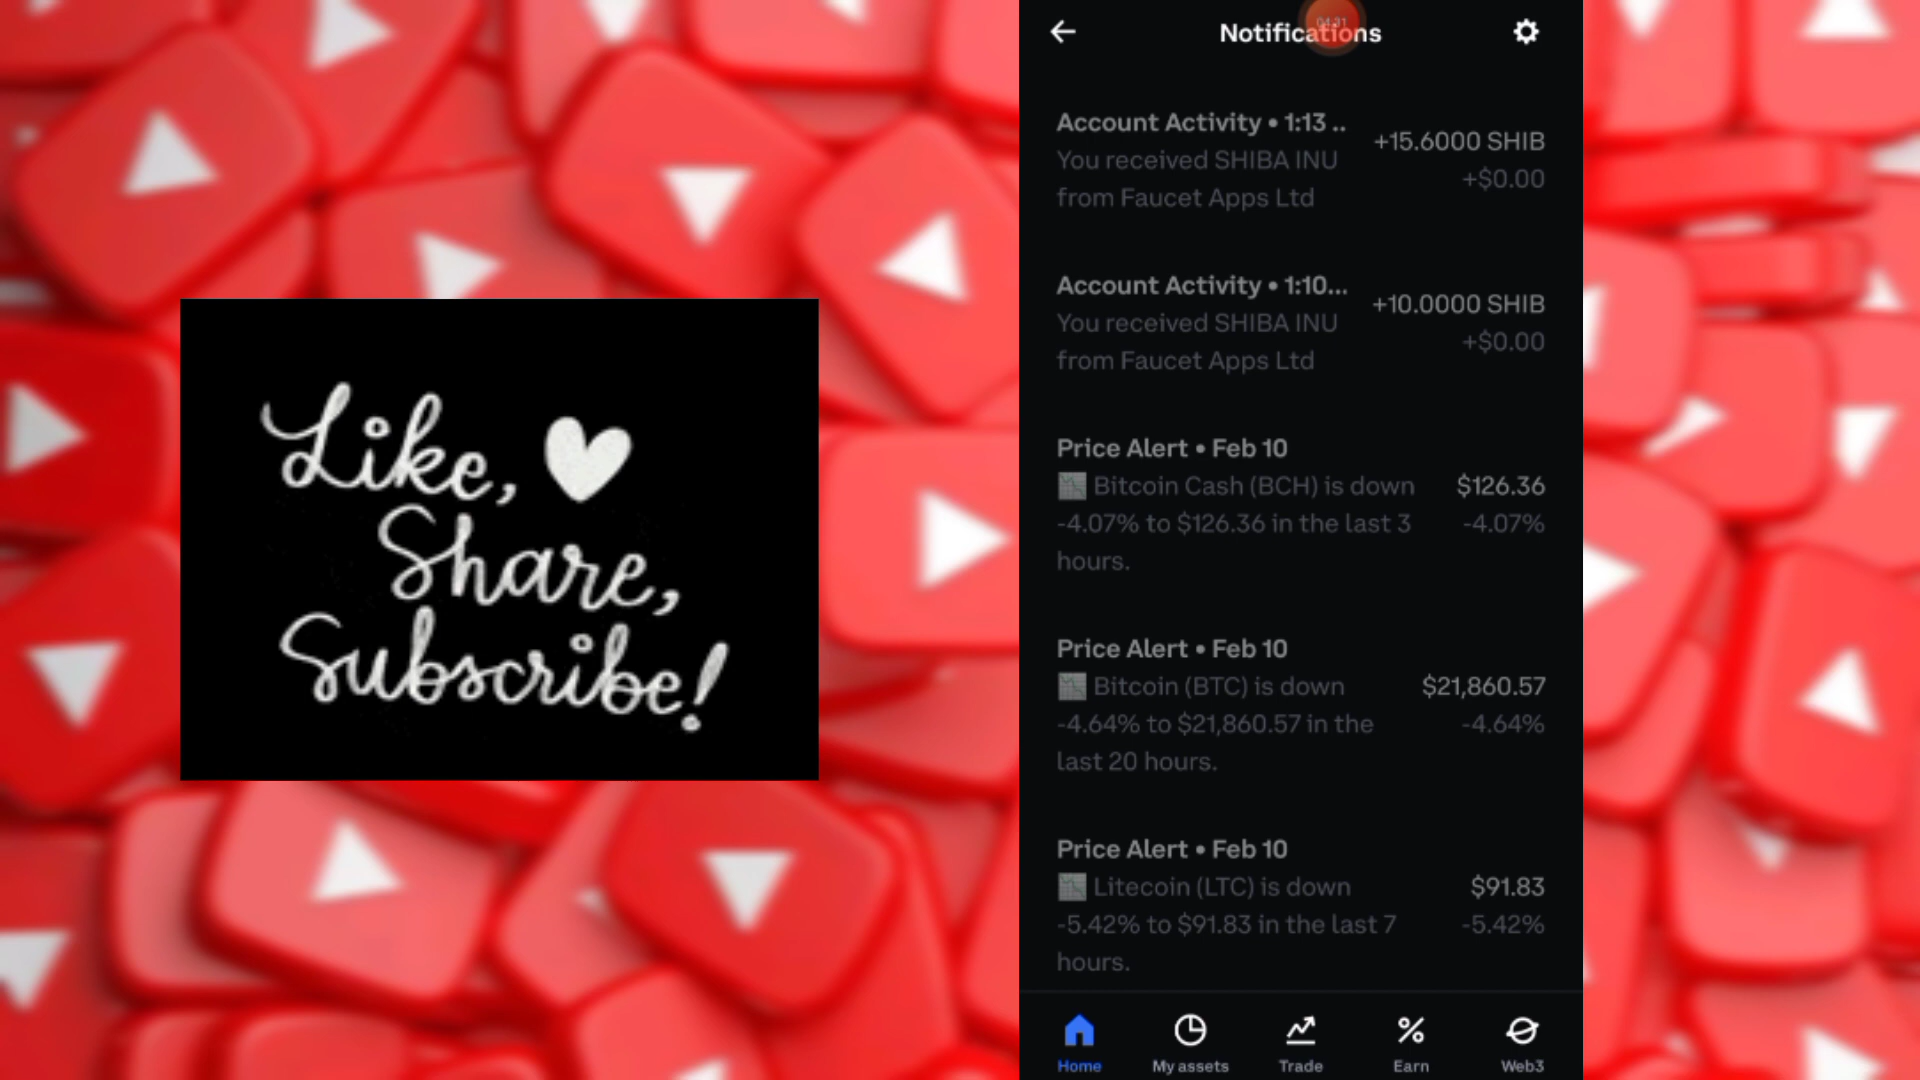 Like,
Share,
Subscribe!
04:31
Notifications
Account Activity • 1:13 ..
+15.6000 SHIB
You received SHIBA INU
+$0.00
from Faucet Apps Ltd
Account Activity • 1:10...
+10.0000 SHIB
You received SHIBA INU
+$0.00
from Faucet Apps Ltd
Price Alert • Feb 10
Bitcoin Cash (BCH) is down
$126.36
-4.07% to $126.36 in the last 3
-4.07%
hours.
Price Alert • Feb 10
Bitcoin (BTC) is down
$21,860.57
-4.64% to $21,860.57 in the
-4.64%
last 20 hours.
Price Alert • Feb 10
Litecoin (LTC) is down
$91.83
-5.42% to $91.83 in the last 7
-5.42%
hours.
Home
My assets
Trade
Earn
Web3